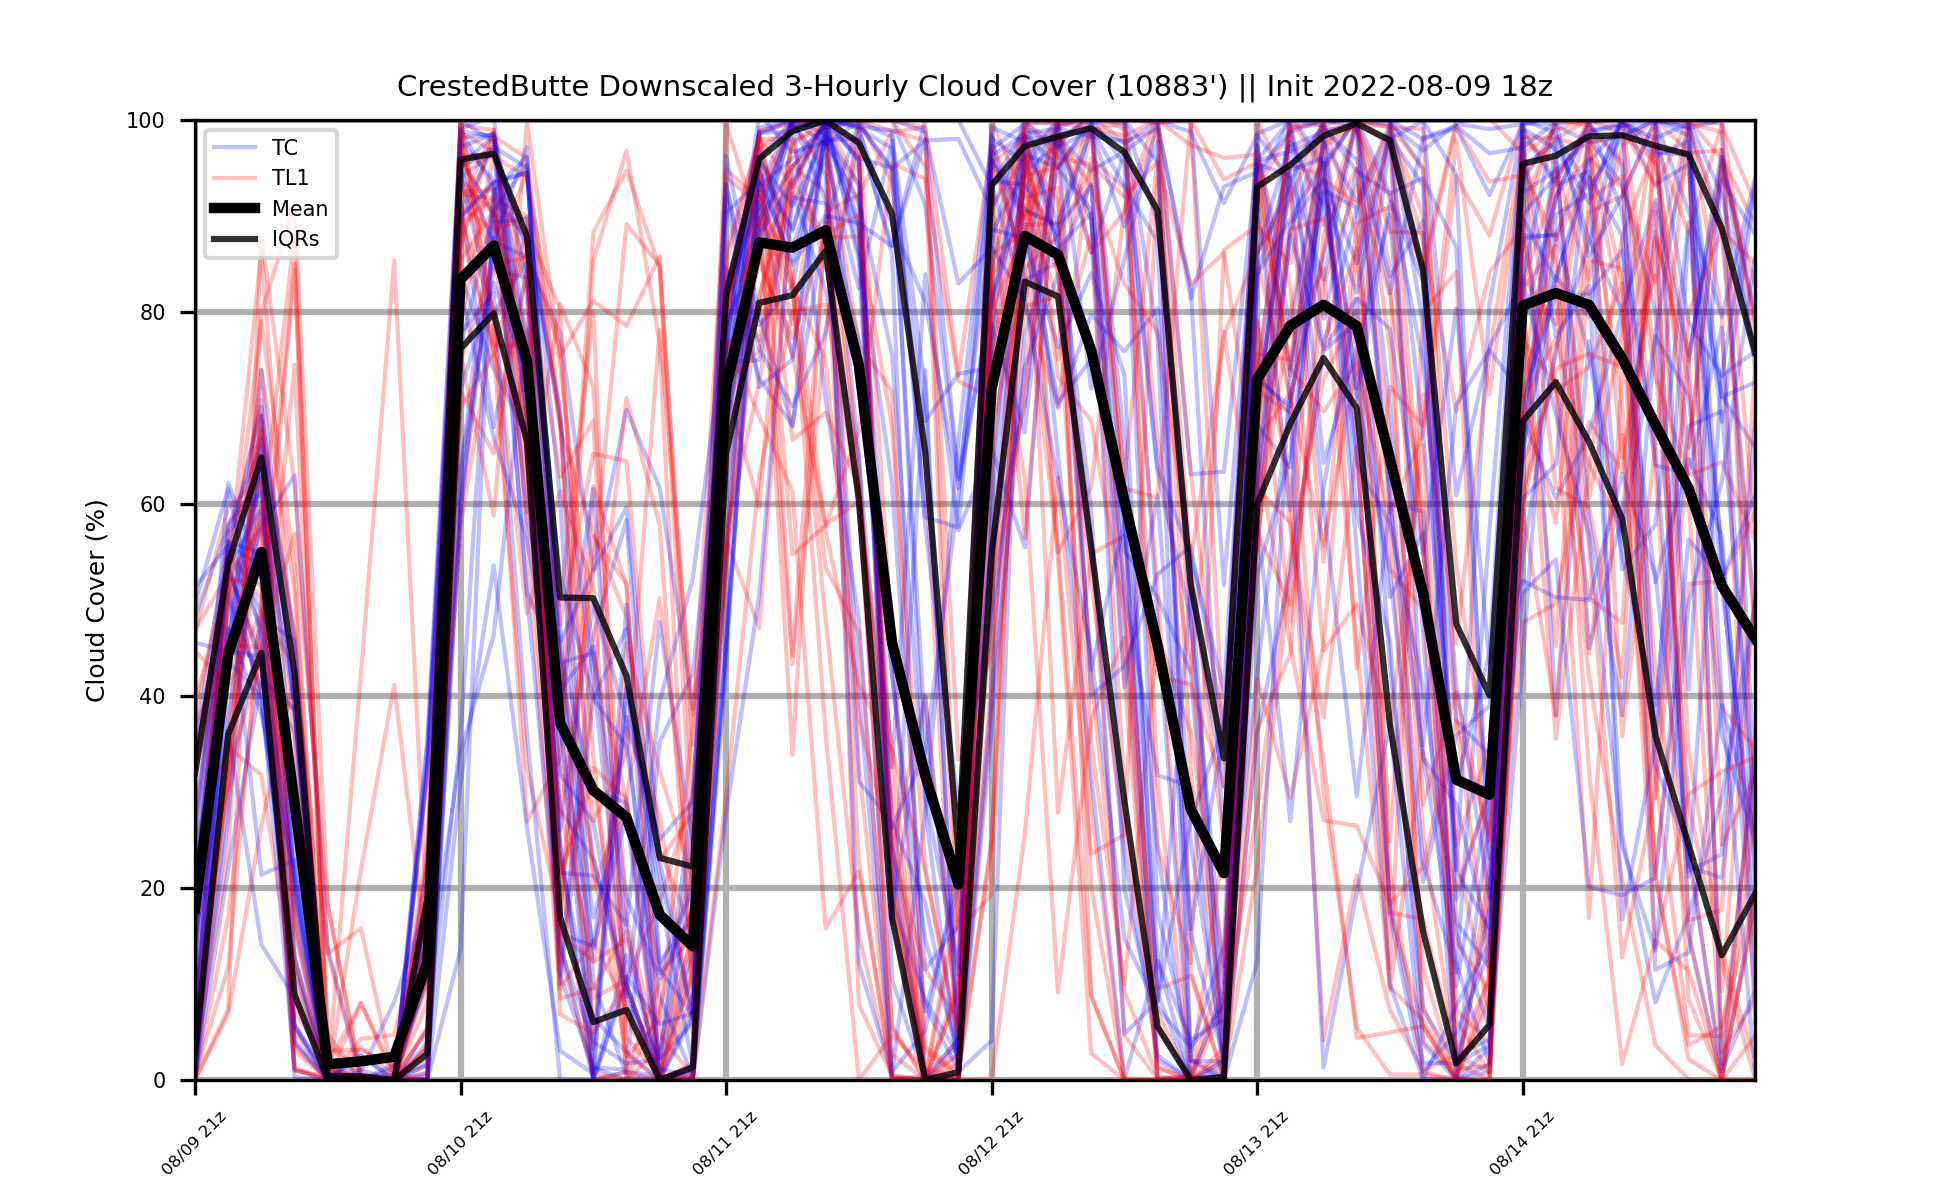 CrestedButte Downscaled 3-Hourly Cloud Cover (10883') || Init 2022-08-09 18z
TC
TL1
Mean
IQRs
Cloud Cover (%)
100
80
60
40
20
0
08/09 21z
08/10 21z
08/11 21z
08/12 21z
08/13 21z
08/14 21z